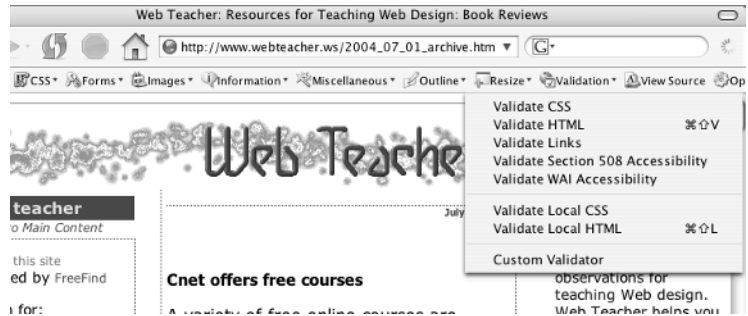 Web Teacher: Resources for Teaching Web Design: Book Reviews
http://www.webteacher.ws/2004_07_01_archive.htm G
CSS Forms Images Information Miscellaneous Outline Resize Validation View Source Op
Validate CSS
Validate HTML ⌘⇧V
Validate Links
Validate Section 508 Accessibility
Validate WAI Accessibility
Validate Local CSS
Validate Local HTML ⌘⇧L
Custom Validator
Web Teache
teacher
o Main Content
this site
ed by FreeFind
n for:
July
Cnet offers free courses
A variety of free online courses are
observations for
teaching Web design.
Web Teacher helps you